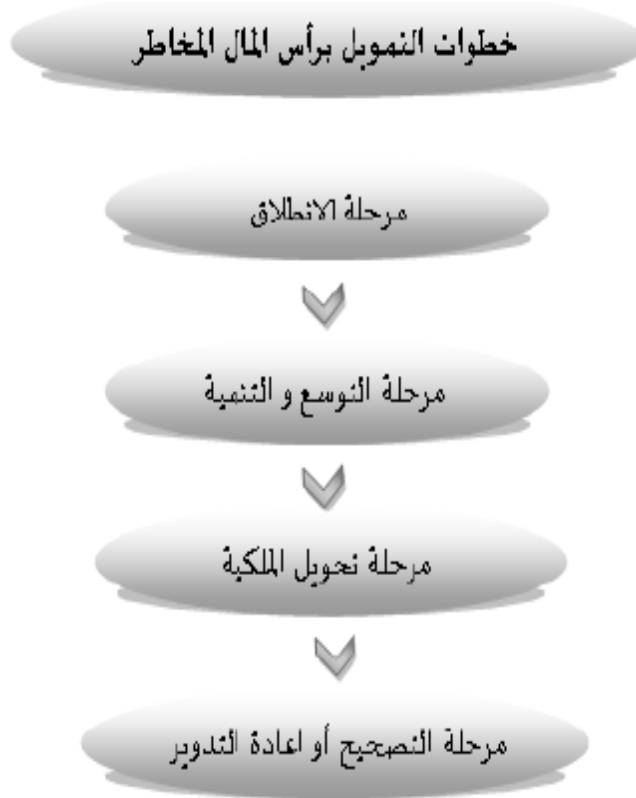 خطوات التمويل برأس المال المخاطر
مرحلة الانطلاق
مرحلة التوسع و التنمية
مرحلة تحويل الملكية
مرحلة التصحيح أو اعادة التدوير